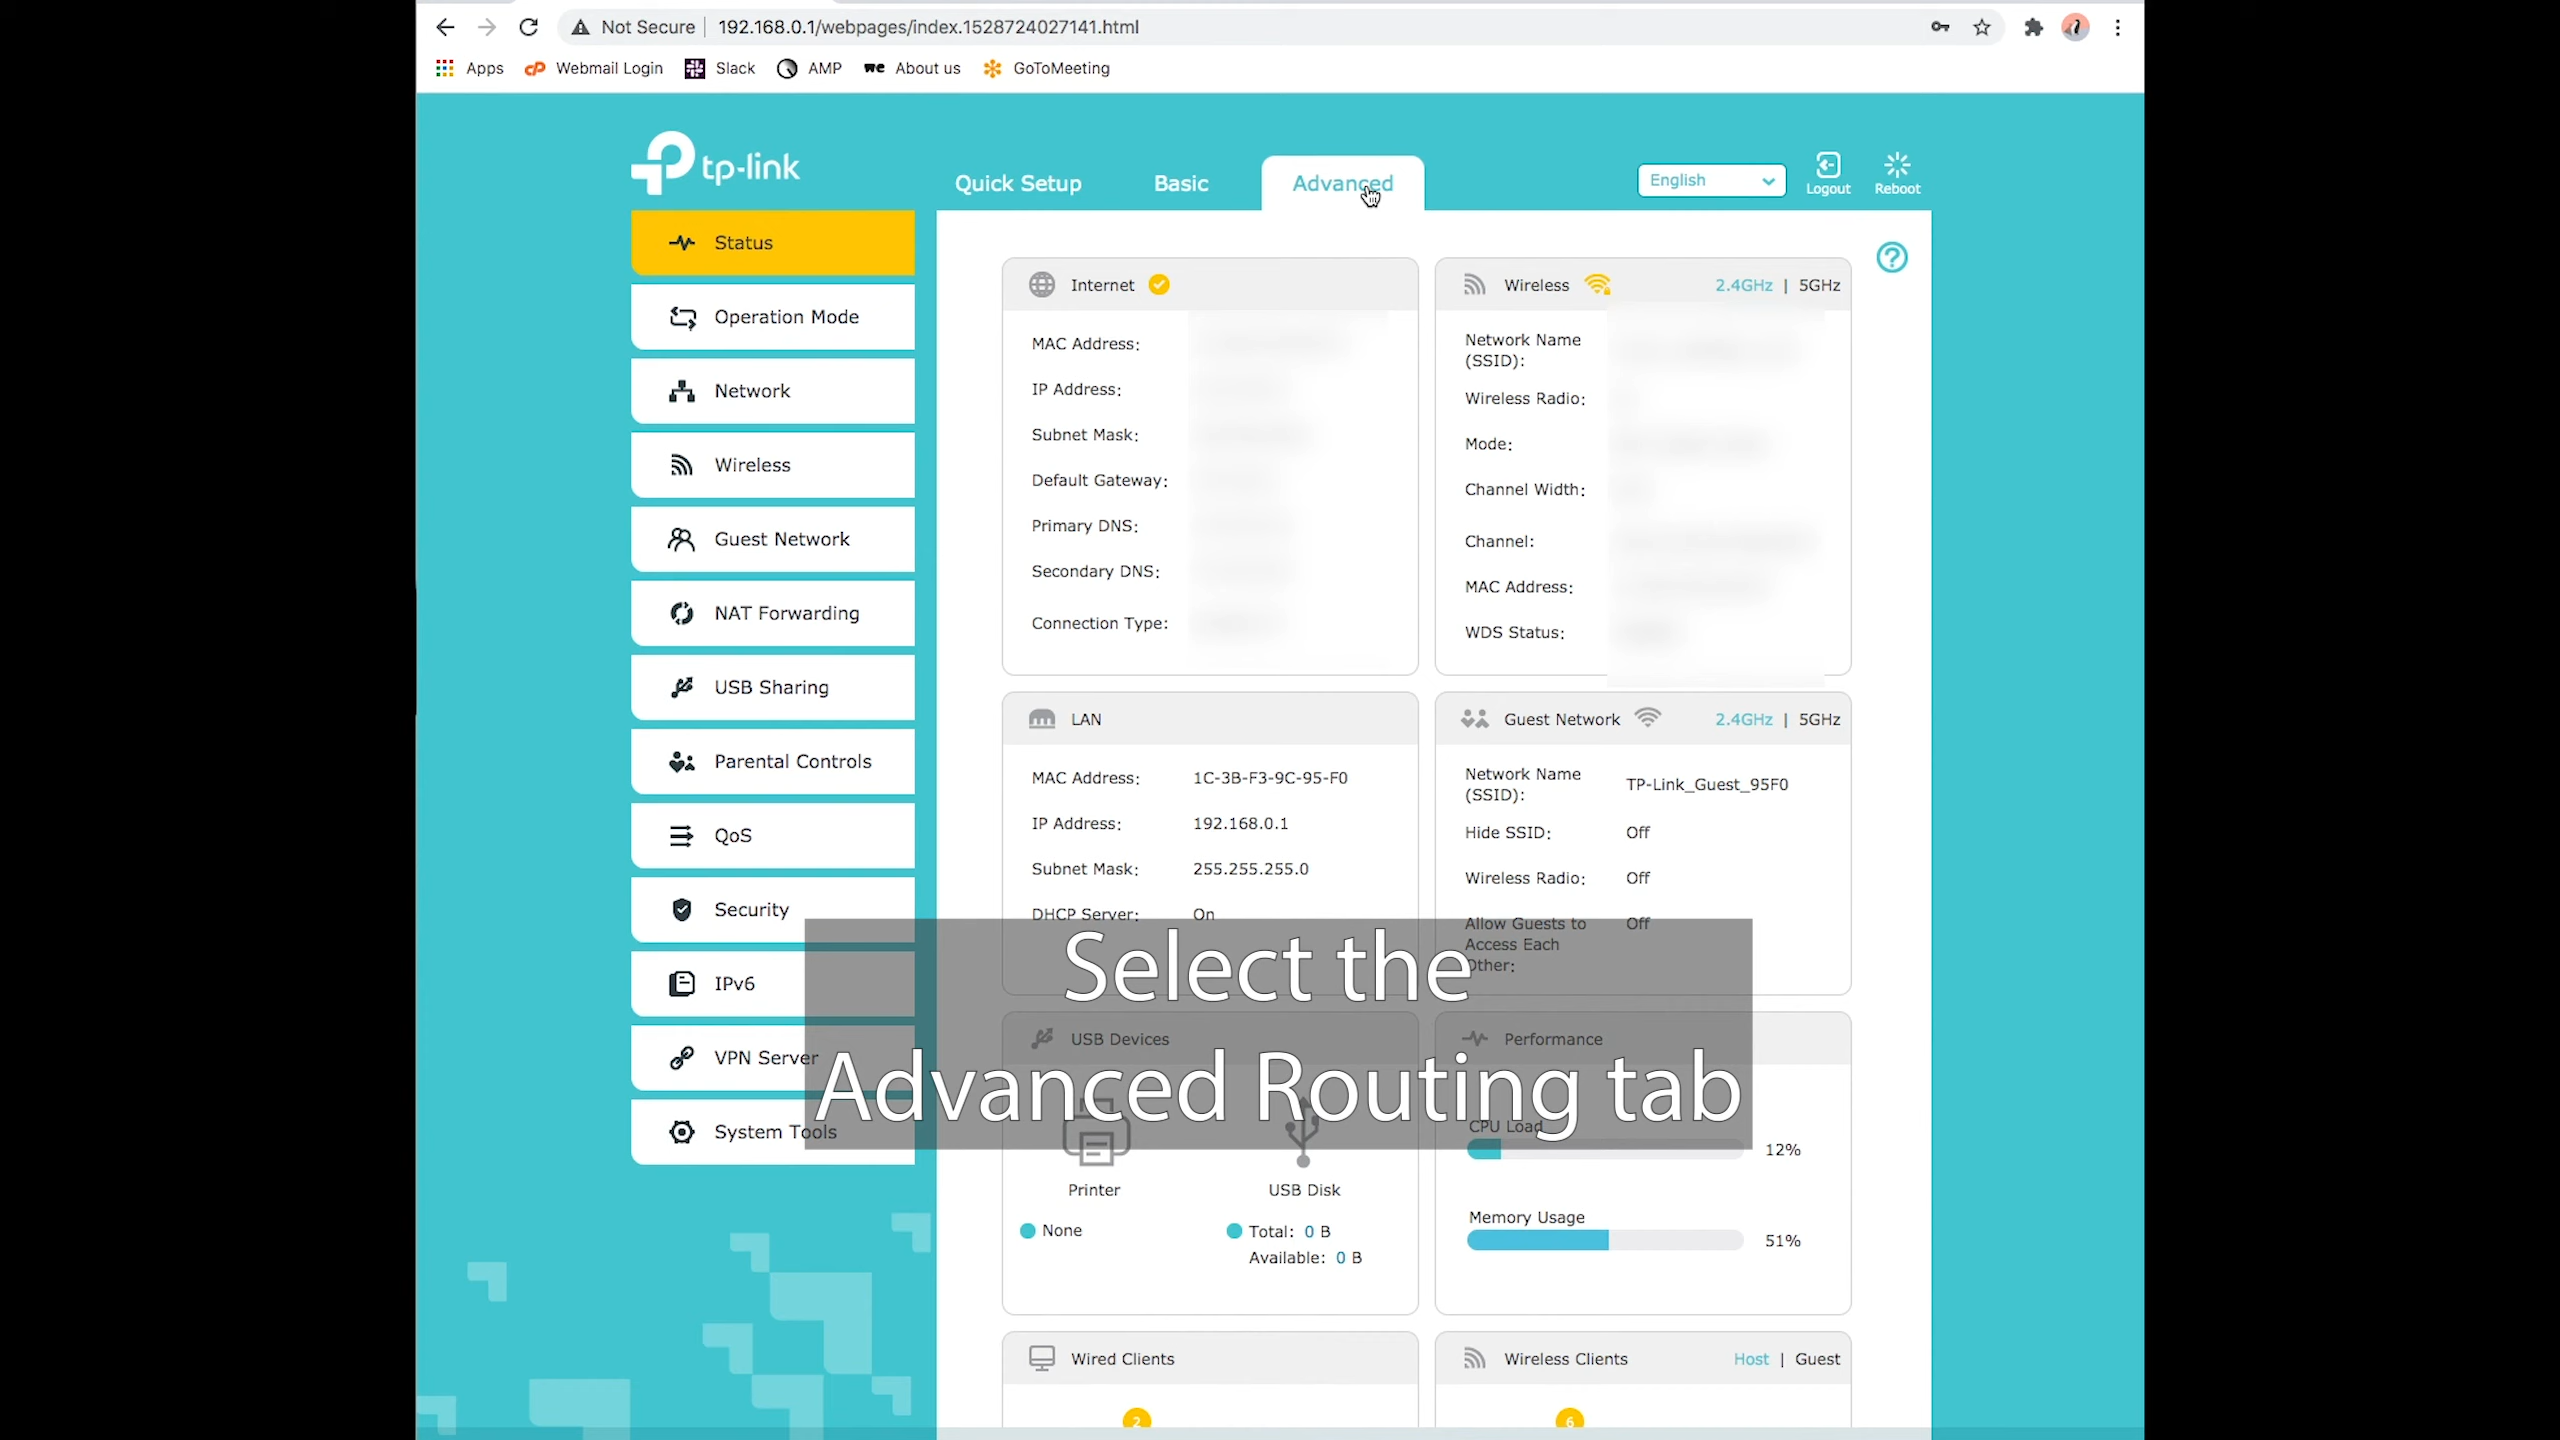 Not Secure | 192.168.0.1/webpages/index.1528724027141.html
Apps Webmail Login Slack AMP About us GoToMeeting
tp-link
Quick Setup Basic Advanced
English Logout Reboot
Status
Operation Mode
Network
Wireless
Guest Network
NAT Forwarding
USB Sharing
Parental Controls
QoS
Security
IPv6
VPN Server
System Tools
Internet
MAC Address:
IP Address:
Subnet Mask:
Default Gateway:
Primary DNS:
Secondary DNS:
Connection Type:
Wireless 2.4GHz | 5GHz
Network Name
(SSID):
Wireless Radio:
Mode:
Channel Width:
Channel:
MAC Address:
WDS Status:
LAN
MAC Address: 1C-3B-F3-9C-95-F0
IP Address: 192.168.0.1
Subnet Mask: 255.255.255.0
DHCP Server: On
Guest Network 2.4GHz | 5GHz
Network Name
(SSID): TP-Link_Guest_95F0
Hide SSID: Off
Wireless Radio: Off
Allow Guests to Off
Access Each
Other:
Select the
Advanced Routing tab
USB Devices
Printer USB Disk
None Total: 0 B
Available: 0 B
Performance
CPU Load
12%
Memory Usage
51%
Wired Clients
2
Wireless Clients Host | Guest
6